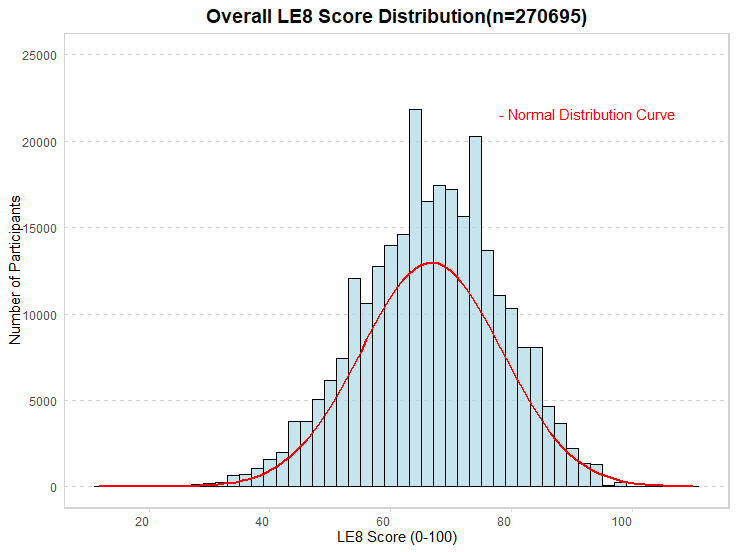 Overall LE8 Score Distribution(n=270695)
25000
- Normal Distribution Curve
20000
15000
10000
5000
0
Number of Participants
20 40 60 80 100
LE8 Score (0-100)